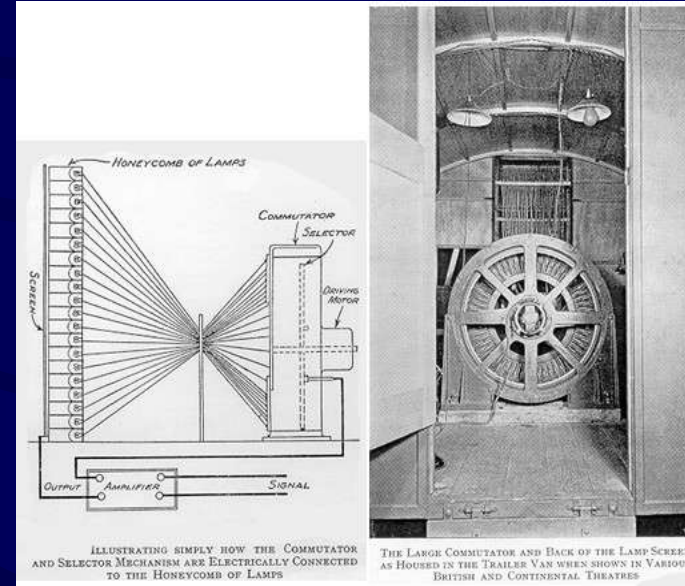 HONEYCOMB OF LAMPS
COMMUTATOR
SELECTOR
SCREEN
DRIVING
MOTOR
OUTPUT
AMPLIFIER
SIGNAL
ILLUSTRATING SIMPLY HOW THE COMMUTATOR
AND SELECTOR MECHANISM ARE ELECTRICALLY CONNECTED
TO THE HONEYCOMB OF LAMPS
THE LARGE COMMUTATOR AND BACK OF THE LAMP SCREE
AS HOUSED IN THE TRAILER VAN WHEN SHOWN IN VARIOU
BRITISH AND CONTINENTAL THEATRES